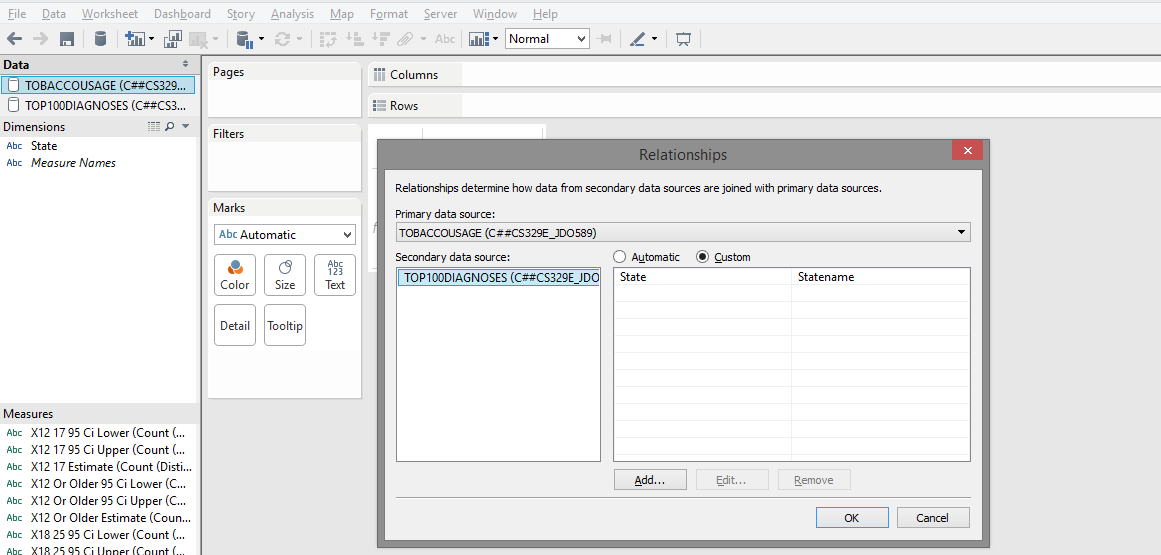 File Data Worksheet Dashboard Story Analysis Map Format Server Window Help
Abc Normal
Data
TOBACCOUSAGE (C##CS329...
TOP100DIAGNOSES (C##CS3...
Dimensions
Abc State
Abc Measure Names
Measures
Abc X12 17 95 Ci Lower (Count (...
Abc X12 17 95 Ci Upper (Count (...
Abc X12 17 Estimate (Count (Disti...
Abc X12 Or Older 95 Ci Lower (C...
Abc X12 Or Older 95 Ci Upper (C...
Abc X12 Or Older Estimate (Coun...
Abc X18 25 95 Ci Lower (Count (...
Abc X18 25 95 Ci Upper (Count (...
Pages
Filters
Marks
Abc Automatic
Color Size Abc 123 Text
Detail Tooltip
Columns
Rows
Relationships
Relationships determine how data from secondary data sources are joined with primary data sources.
Primary data source:
TOBACCOUSAGE (C##CS329E_JDO589)
Secondary data source: Automatic Custom
TOP100DIAGNOSES (C##CS329E_JDO
State Statename
Add... Edit... Remove
OK Cancel